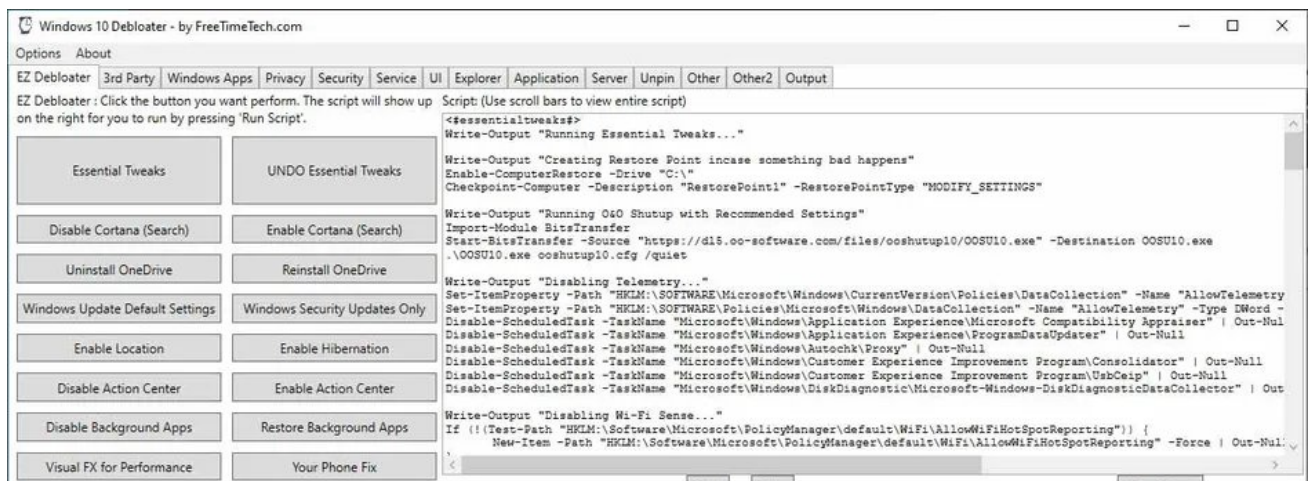 Windows 10 Debloater - by FreeTimeTech.com
Options About
EZ Debloater 3rd Party Windows Apps Privacy Security Service UI Explorer Application Server Unpin Other Other2 Output
EZ Debloater : Click the button you want perform. The script will show up
on the right for you to run by pressing 'Run Script'.
Essential Tweaks UNDO Essential Tweaks
Disable Cortana (Search) Enable Cortana (Search)
Uninstall OneDrive Reinstall OneDrive
Windows Update Default Settings Windows Security Updates Only
Enable Location Enable Hibernation
Disable Action Center Enable Action Center
Disable Background Apps Restore Background Apps
Visual FX for Performance Your Phone Fix
Script: (Use scroll bars to view entire script)
<#essentialtweaks#>
Write-Output "Running Essential Tweaks..."
Write-Output "Creating Restore Point incase something bad happens"
Enable-ComputerRestore -Drive "C:\"
Checkpoint-Computer -Description "RestorePoint1" -RestorePointType "MODIFY_SETTINGS"
Write-Output "Running O&O Shutup with Recommended Settings"
Import-Module BitsTransfer
Start-BitsTransfer -Source "https://dl5.oo-software.com/files/ooshutup10/OOSU10.exe" -Destination OOSU10.exe
.\OOSU10.exe ooshutup10.cfg /quiet
Write-Output "Disabling Telemetry..."
Set-ItemProperty -Path "HKLM:\SOFTWARE\Microsoft\Windows\CurrentVersion\Policies\DataCollection" -Name "AllowTelemetry
Set-ItemProperty -Path "HKLM:\SOFTWARE\Policies\Microsoft\Windows\DataCollection" -Name "AllowTelemetry" -Type DWord -
Disable-ScheduledTask -TaskName "Microsoft\Windows\Application Experience\Microsoft Compatibility Appraiser" | Out-Nul
Disable-ScheduledTask -TaskName "Microsoft\Windows\Application Experience\ProgramDataUpdater" | Out-Null
Disable-ScheduledTask -TaskName "Microsoft\Windows\Autochk\Proxy" | Out-Null
Disable-ScheduledTask -TaskName "Microsoft\Windows\Customer Experience Improvement Program\Consolidator" | Out-Null
Disable-ScheduledTask -TaskName "Microsoft\Windows\Customer Experience Improvement Program\UsbCeip" | Out-Null
Disable-ScheduledTask -TaskName "Microsoft\Windows\DiskDiagnostic\Microsoft-Windows-DiskDiagnosticDataCollector" | Out
Write-Output "Disabling Wi-Fi Sense..."
If (!(Test-Path "HKLM:\Software\Microsoft\PolicyManager\default\WiFi\AllowWiFiHotSpotReporting")) {
New-Item -Path "HKLM:\Software\Microsoft\PolicyManager\default\WiFi\AllowWiFiHotSpotReporting" -Force | Out-Nul